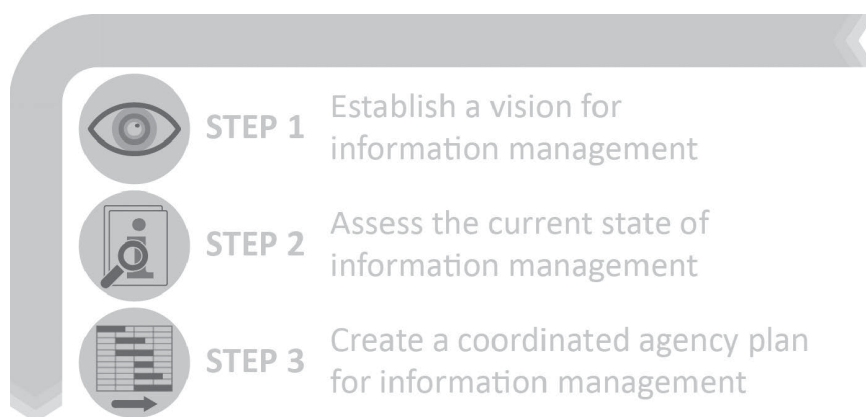 STEP 1
Establish a vision for
information management
STEP 2
Assess the current state of
information management
STEP 3
Create a coordinated agency plan
for information management